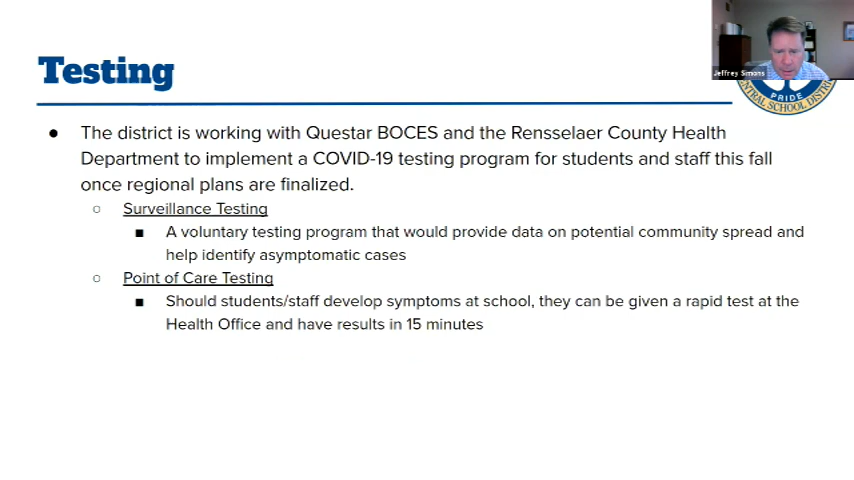 Jeffrey Simons
PRIDE
CENTRAL SCHOOL DISTRI
Testing
● The district is working with Questar BOCES and the Rensselaer County Health
Department to implement a COVID-19 testing program for students and staff this fall
once regional plans are finalized.
○ Surveillance Testing
■ A voluntary testing program that would provide data on potential community spread and
help identify asymptomatic cases
○ Point of Care Testing
■ Should students/staff develop symptoms at school, they can be given a rapid test at the
Health Office and have results in 15 minutes